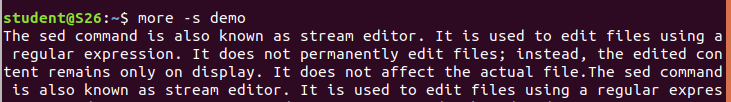 student@S26:~$ more -s demo
The sed command is also known as stream editor. It is used to edit files using a
 regular expression. It does not permanently edit files; instead, the edited con
tent remains only on display. It does not affect the actual file.The sed command
 is also known as stream editor. It is used to edit files using a regular expres